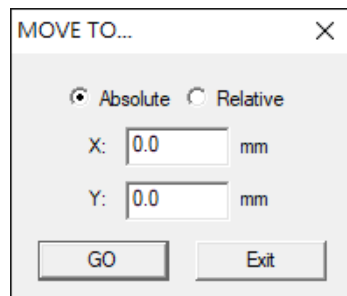 MOVE TO...
Absolute Relative
X: 0.0 mm
Y: 0.0 mm
GO Exit